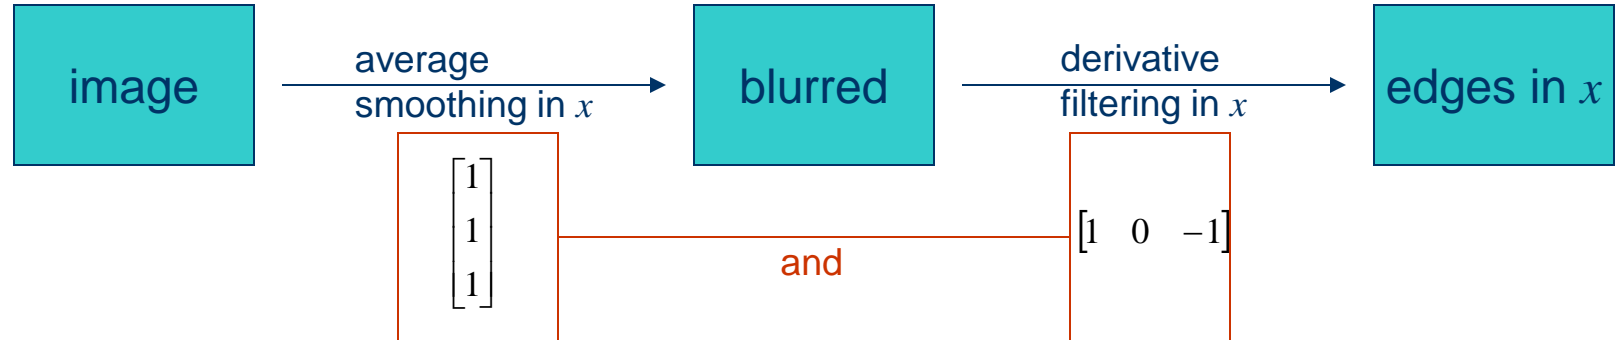 image
average
smoothing in x
blurred
derivative
filtering in x
edges in x
[1
1
1]
and
[1 0 −1]